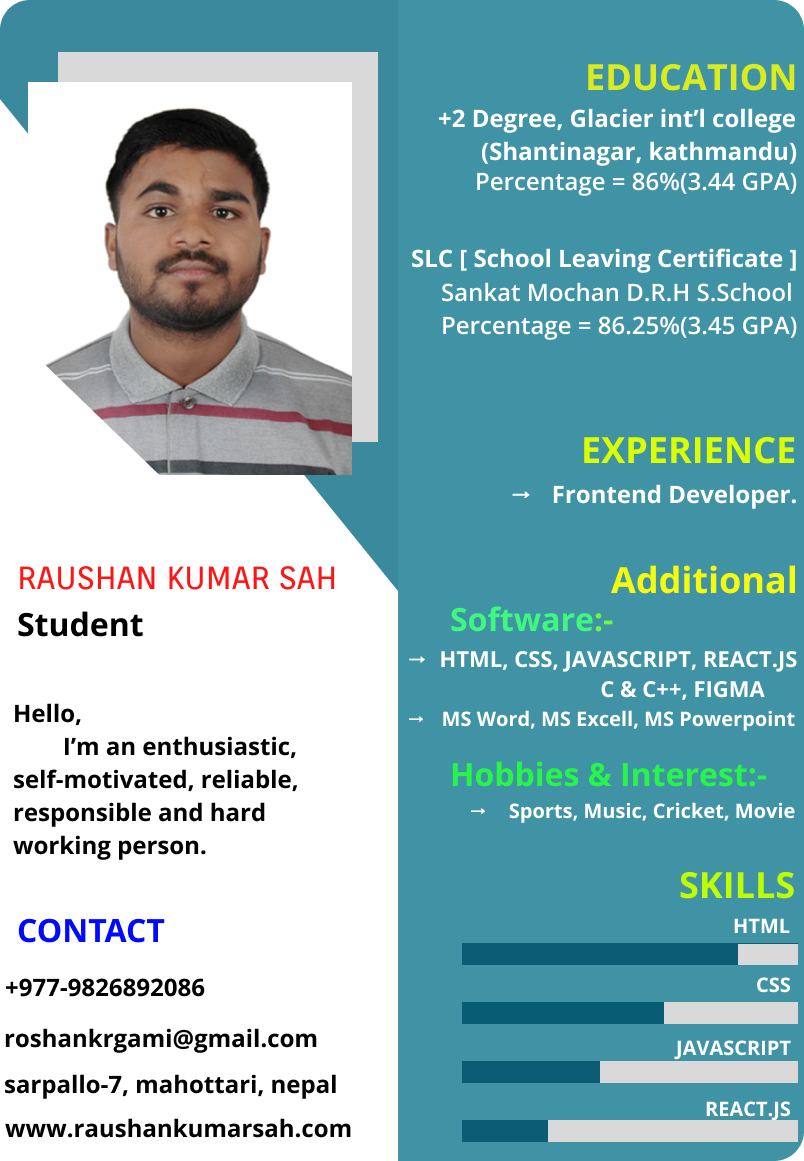 RAUSHAN KUMAR SAH
Student
Hello,
I'm an enthusiastic,
self-motivated, reliable,
responsible and hard
working person.
CONTACT
+977-9826892086
roshankrgami@gmail.com
sarpallo-7, mahottari, nepal
www.raushankumarsah.com
EDUCATION
+2 Degree, Glacier int’l college
(Shantinagar, kathmandu)
Percentage = 86%(3.44 GPA)
SLC [ School Leaving Certificate ]
Sankat Mochan D.R.H S.School
Percentage = 86.25%(3.45 GPA)
EXPERIENCE
→ Frontend Developer.
Additional
Software:-
→ HTML, CSS, JAVASCRIPT, REACT.JS
C & C++, FIGMA
→ MS Word, MS Excell, MS Powerpoint
Hobbies & Interest:-
→ Sports, Music, Cricket, Movie
SKILLS
HTML
CSS
JAVASCRIPT
REACT.JS